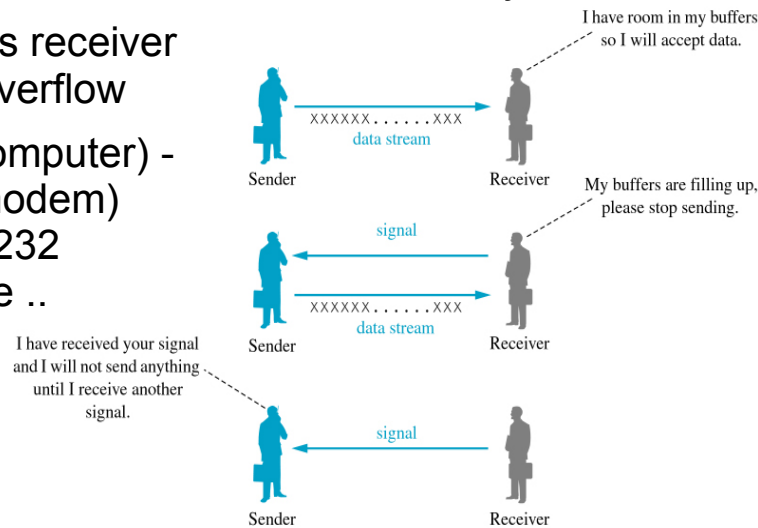 s receiver
verflow
omputer) -
nodem)
232
e ..
I have room in my buffers
so I will accept data.
XXXXXX......XXX
data stream
Sender
Receiver
My buffers are filling up,
please stop sending.
signal
XXXXXX......XXX
data stream
Sender
Receiver
I have received your signal
and I will not send anything
until I receive another
signal.
signal
Sender
Receiver